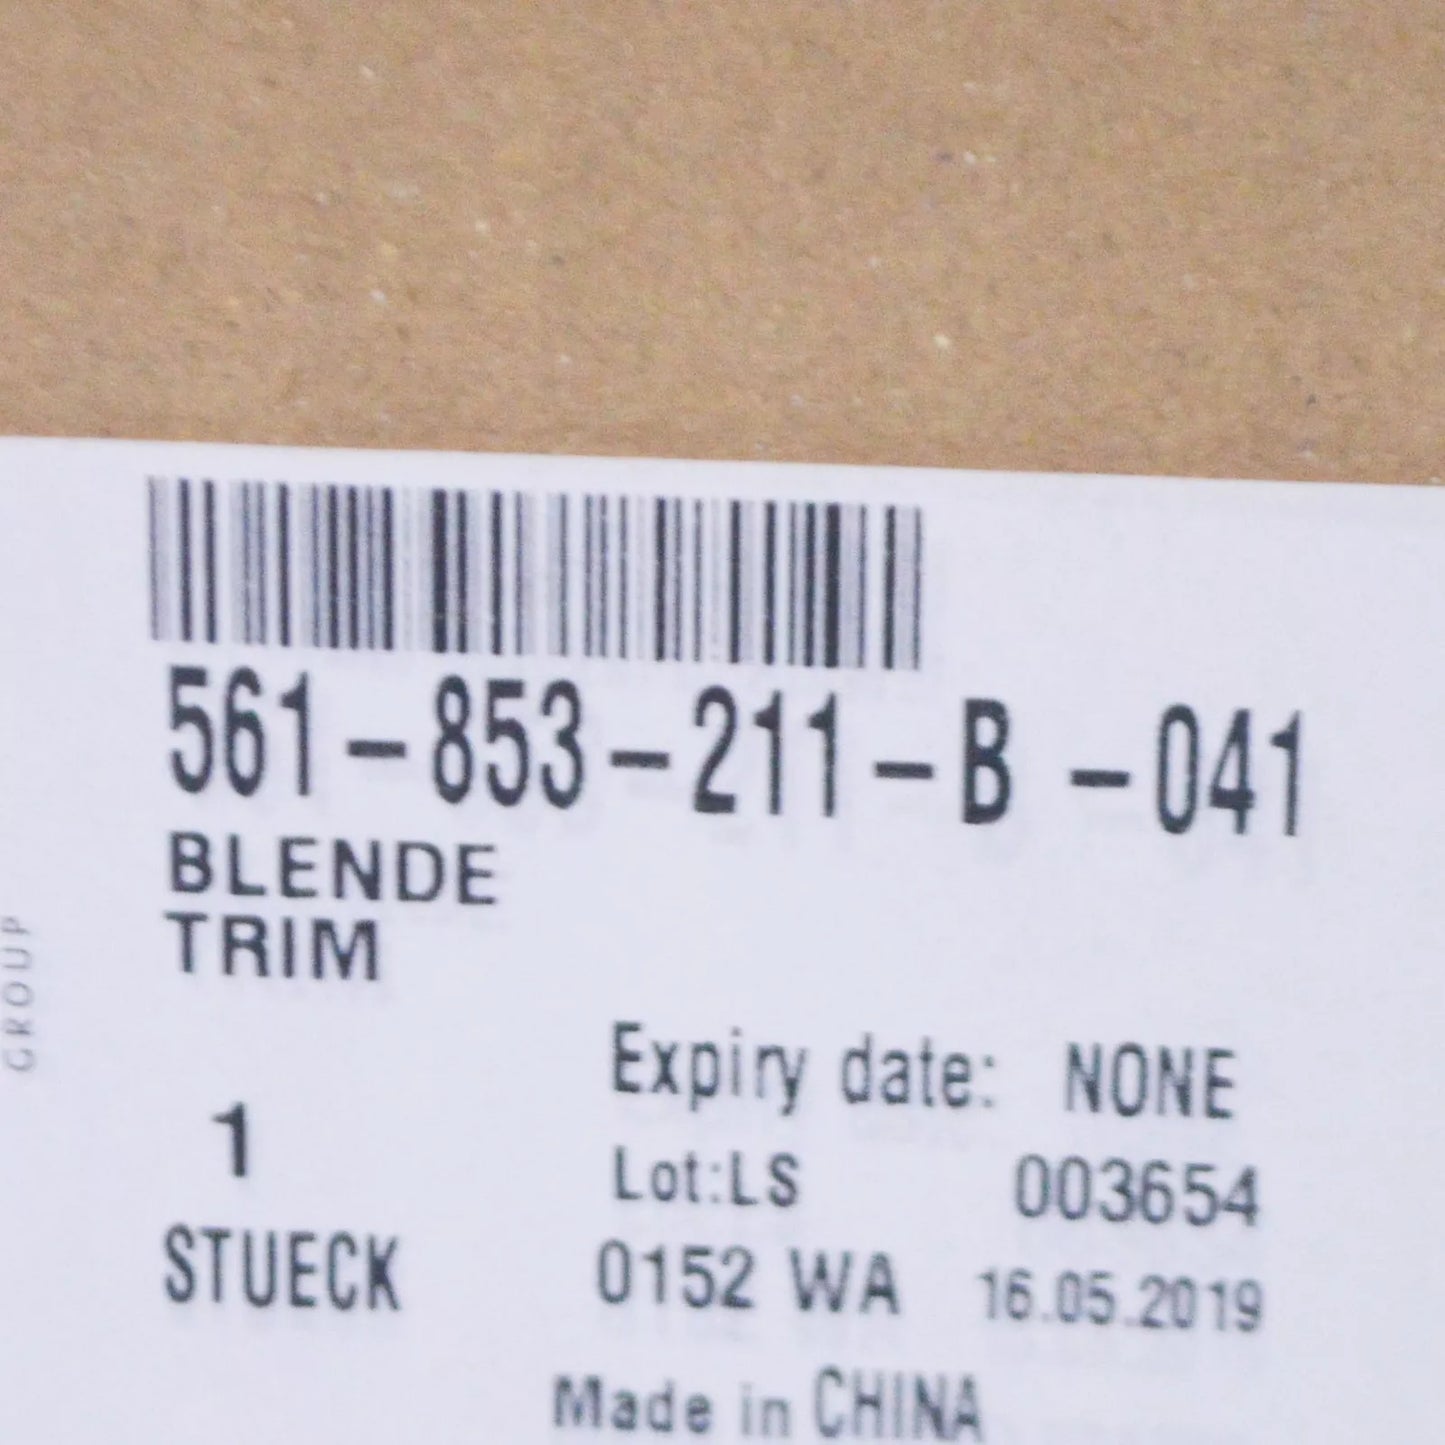 561-853-211-B -041
BLENDE
TRIM
GROUP
Expiry date: NONE
1
Lot:LS 003654
STUECK
0152 WA 16.05.2019
Made in CHINA